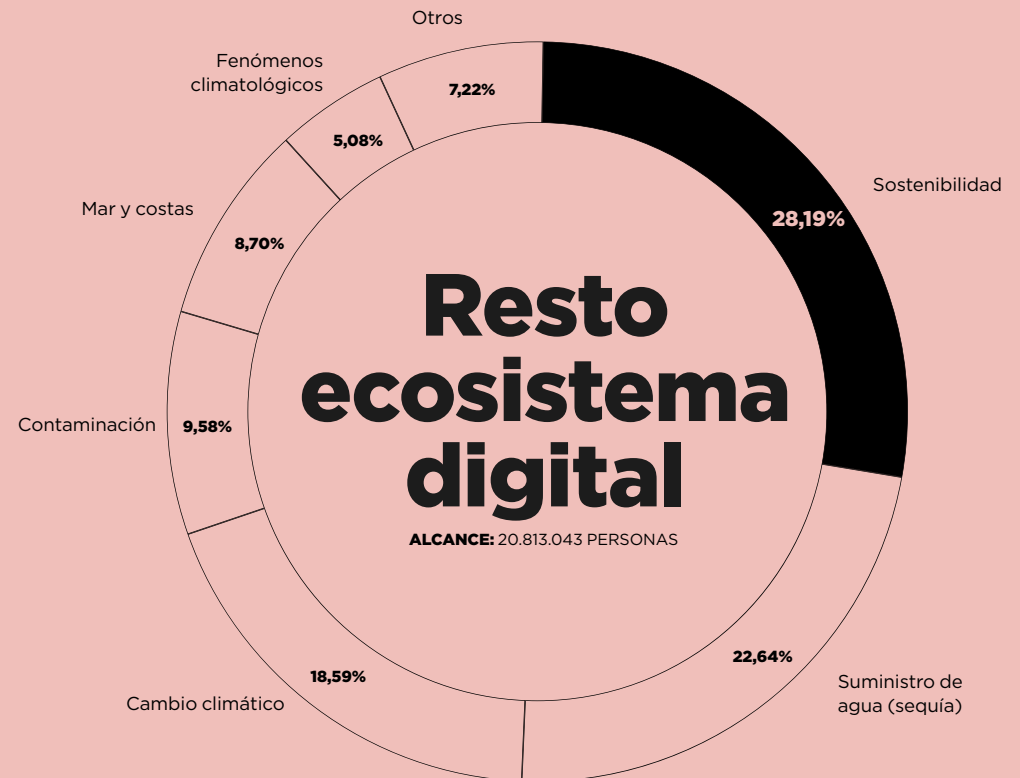 Otros
7,22%
Sostenibilidad
28,19%
Suministro de
agua (sequía)
22,64%
Cambio climático
18,59%
Contaminación
9,58%
Mar y costas
8,70%
Fenómenos
climatológicos
5,08%
Resto
ecosistema
digital
ALCANCE: 20.813.043 PERSONAS